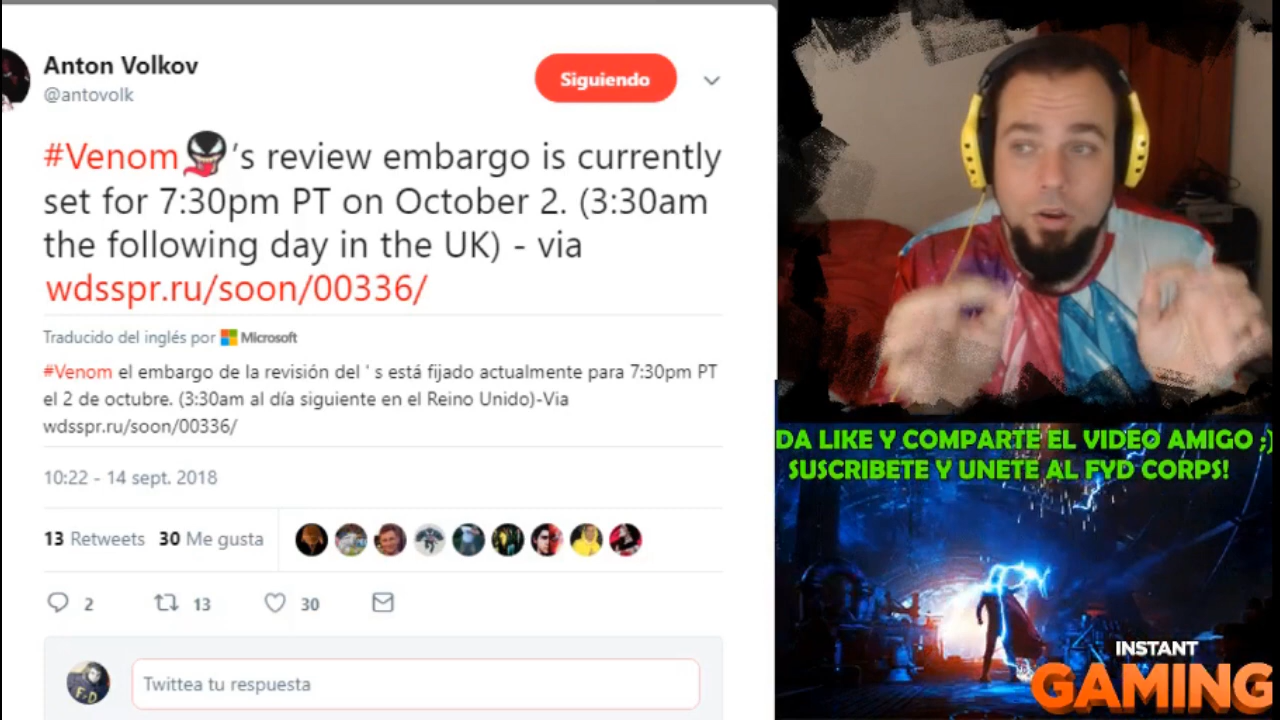 Anton Volkov
@antovolk
Siguiendo
#Venom 's review embargo is currently
set for 7:30pm PT on October 2. (3:30am
the following day in the UK) - via
wdsspr.ru/soon/00336/
Traducido del inglés por Microsoft
#Venom el embargo de la revisión del ' s está fijado actualmente para 7:30pm PT
el 2 de octubre. (3:30am al día siguiente en el Reino Unido)-Via
wdsspr.ru/soon/00336/
10:22 - 14 sept. 2018
13 Retweets 30 Me gusta
2 13 30
Twittea tu respuesta
DA LIKE Y COMPARTE EL VIDEO AMIGO ;)
SUSCRIBETE Y UNETE AL FYD CORPS!
INSTANT
GAMING